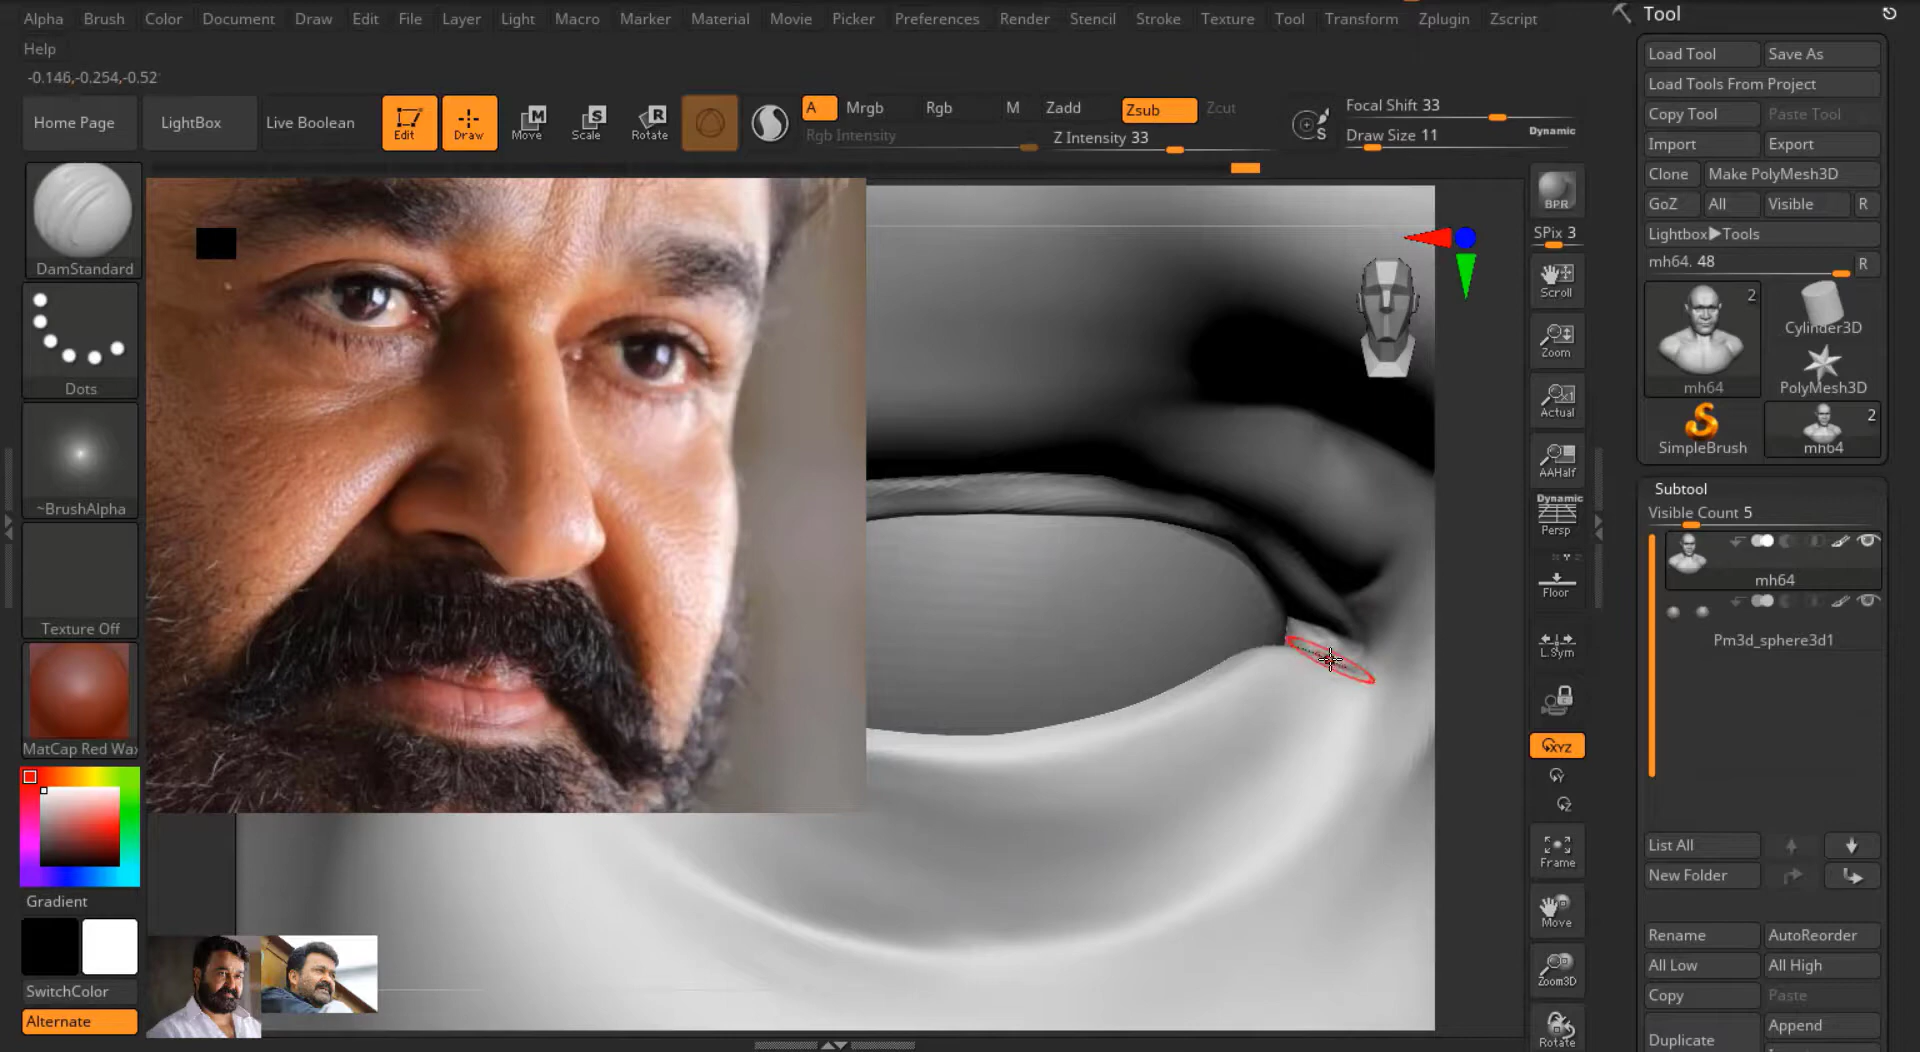 Alpha Brush Color Document Draw Edit File Layer Light Macro Marker Material Movie Picker Preferences Render Stencil Stroke Texture Tool Transform Zplugin Zscript
Help
-0.146,-0.254,-0.52
Home Page LightBox Live Boolean Edit Draw Move Scale Rotate
M S R
A Mrgb Rgb M Zadd Zsub Zcut
Rgb Intensity Z Intensity 33
S
Focal Shift 33
Draw Size 11 Dynamic
DamStandard
Dots
~BrushAlpha
Texture Off
MatCap Red Wax
Gradient
SwitchColor
Alternate
BPR
SPix 3
Scroll
Zoom
Actual
AAHalf
Dynamic
Persp
Floor
L.Sym
XYZ
Y
Z
Frame
Move
Zoom3D
Rotate
Tool
Load Tool Save As
Load Tools From Project
Copy Tool Paste Tool
Import Export
Clone Make PolyMesh3D
GoZ All Visible R
Lightbox▶Tools
mh64. 48 R
2
mh64
Cylinder3D
PolyMesh3D
SimpleBrush
2
mh64
Subtool
Visible Count 5
mh64
Pm3d_sphere3d1
List All
New Folder
Rename AutoReorder
All Low All High
Copy Paste
Duplicate Append